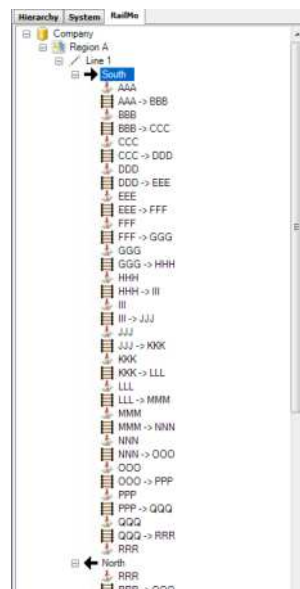 Hierarchy System RailMo
Company
Region A
Line 1
South
AAA
AAA -> BBB
BBB
BBB -> CCC
CCC
CCC -> DDD
DDD
DDD -> EEE
EEE
EEE -> FFF
FFF
FFF -> GGG
GGG
GGG -> HHH
HHH
HHH -> III
III
III -> JJJ
JJJ
JJJ -> KKK
KKK
KKK -> LLL
LLL
LLL -> MMM
MMM
MMM -> NNN
NNN
NNN -> OOO
OOO
OOO -> PPP
PPP
PPP -> QQQ
QQQ
QQQ -> RRR
RRR
North
RRR
RRR -> QQQ